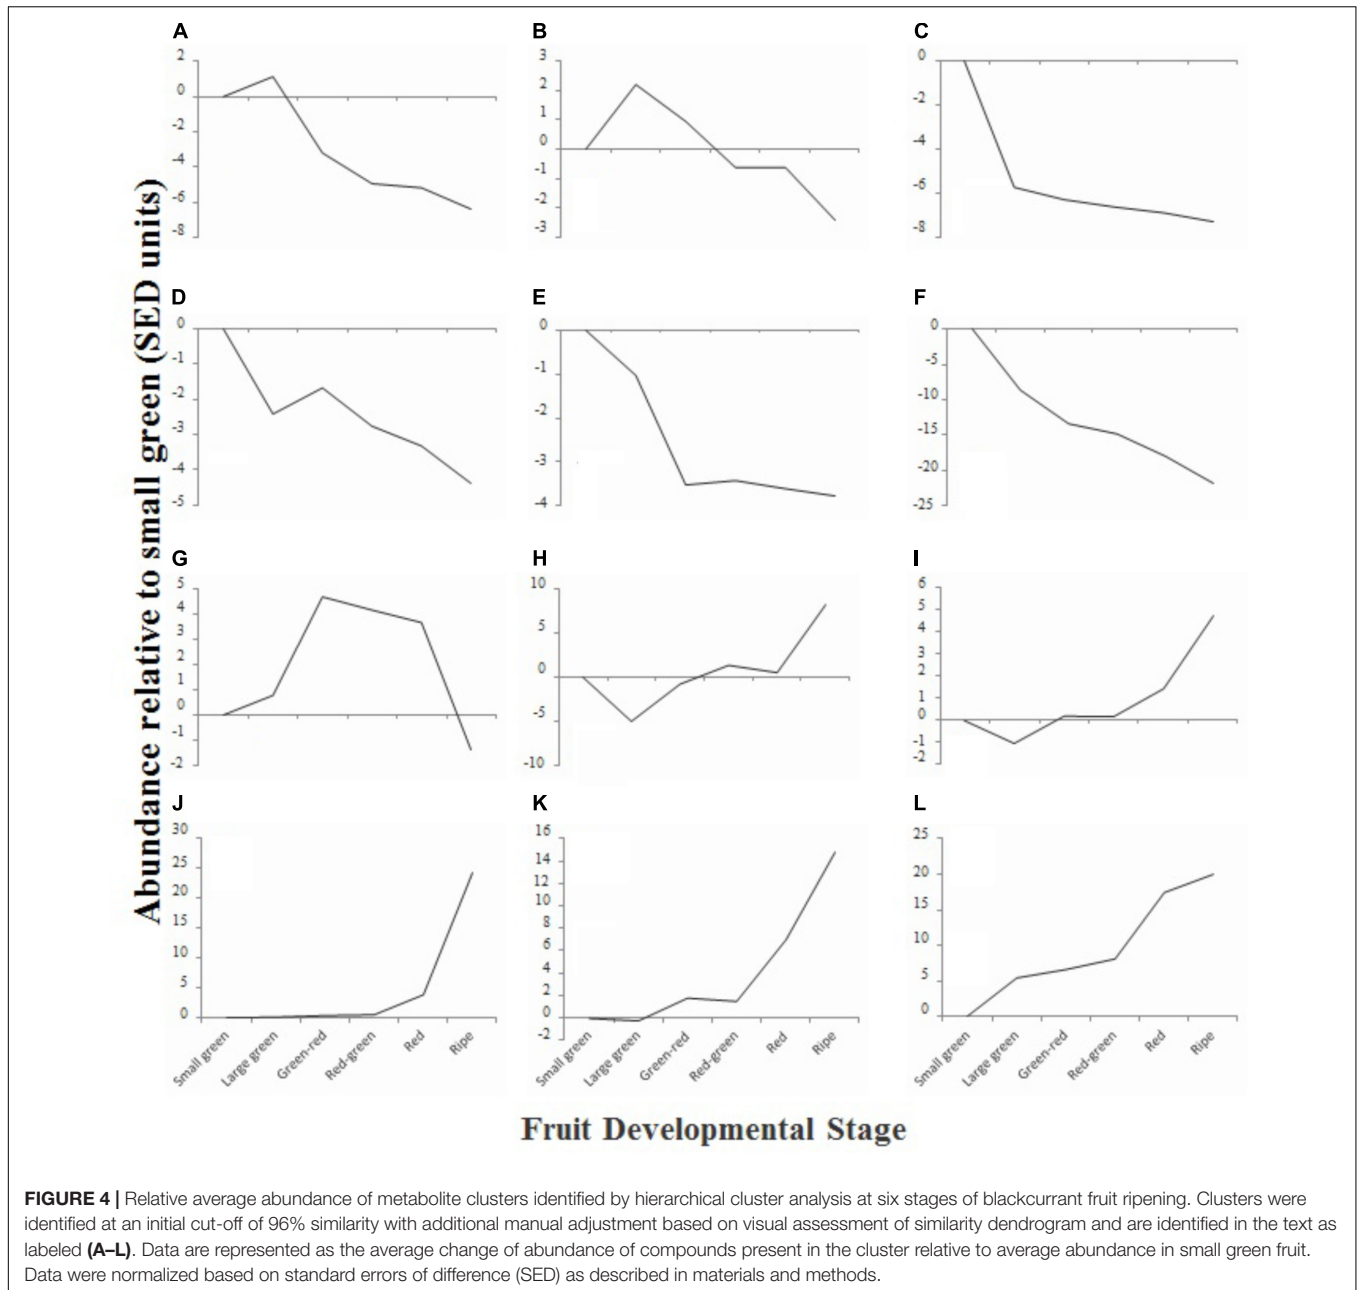 A
2
0
-2
-4
-6
-8
B
3
2
1
0
-1
-2
-3
C
0
-2
-4
-6
-8
D
0
-1
-2
-3
-4
-5
E
0
-1
-2
-3
-4
F
0
-5
-10
-15
-20
-25
G
5
4
3
2
1
0
-1
-2
H
10
5
0
-5
-10
I
6
5
4
3
2
1
0
-1
-2
J
30
25
20
15
10
5
0
Small green
Large green
Green-red
Red-green
Red
Ripe
K
16
14
12
10
8
6
4
2
0
-2
Small green
Large green
Green-red
Red-green
Red
Ripe
L
25
20
15
10
5
0
Small green
Large green
Green-red
Red-green
Red
Ripe
Abundance relative to small green (SED units)
Fruit Developmental Stage
FIGURE 4 | Relative average abundance of metabolite clusters identified by hierarchical cluster analysis at six stages of blackcurrant fruit ripening. Clusters were
identified at an initial cut-off of 96% similarity with additional manual adjustment based on visual assessment of similarity dendrogram and are identified in the text as
labeled (A–L). Data are represented as the average change of abundance of compounds present in the cluster relative to average abundance in small green fruit.
Data were normalized based on standard errors of difference (SED) as described in materials and methods.